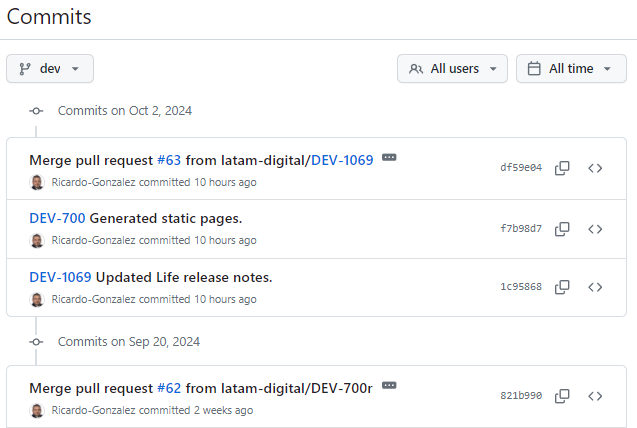 Commits
dev
All users
All time
Commits on Oct 2, 2024
Merge pull request #63 from latam-digital/DEV-1069
df59e04
Ricardo-Gonzalez committed 10 hours ago
DEV-700 Generated static pages.
f7b98d7
Ricardo-Gonzalez committed 10 hours ago
DEV-1069 Updated Life release notes.
1c95868
Ricardo-Gonzalez committed 10 hours ago
Commits on Sep 20, 2024
Merge pull request #62 from latam-digital/DEV-700r
821b990
Ricardo-Gonzalez committed 2 weeks ago